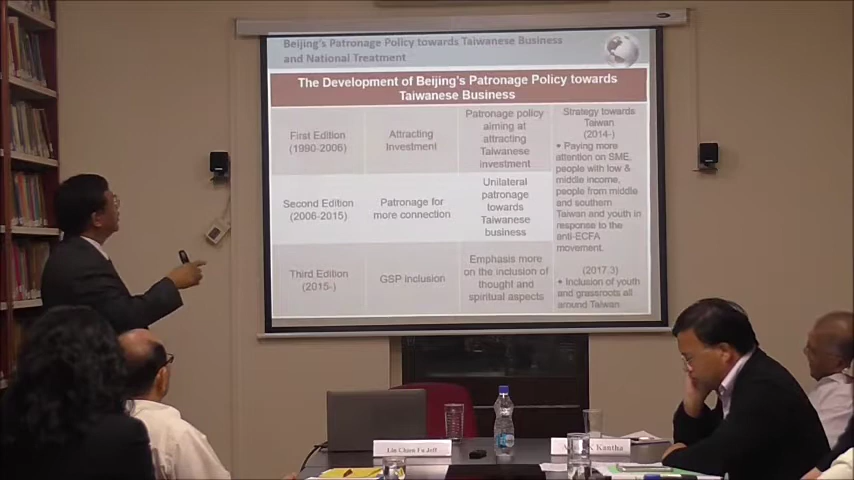 Beijing's Patronage Policy towards Taiwanese Business
and National Treatment
The Development of Beijing's Patronage Policy towards
Taiwanese Business
First Edition
(1990-2006)
Attracting
Investment
Patronage policy
aiming at
attracting
Taiwanese
investment
Strategy towards
Taiwan
(2014-)
• Paying more
attention on SME,
people with low &
middle income,
people from middle
and southern
Taiwan and youth in
response to the
anti-ECFA
movement.
Second Edition
(2006-2015)
Patronage for
more connection
Unilateral
patronage
towards
Taiwanese
business
Third Edition
(2015-)
GSP Inclusion
Emphasis more
on the inclusion of
thought and
spiritual aspects
(2017.3)
• Inclusion of youth
and grassroots all
around Taiwan
Lin Chien Fu Jeff
Kantha